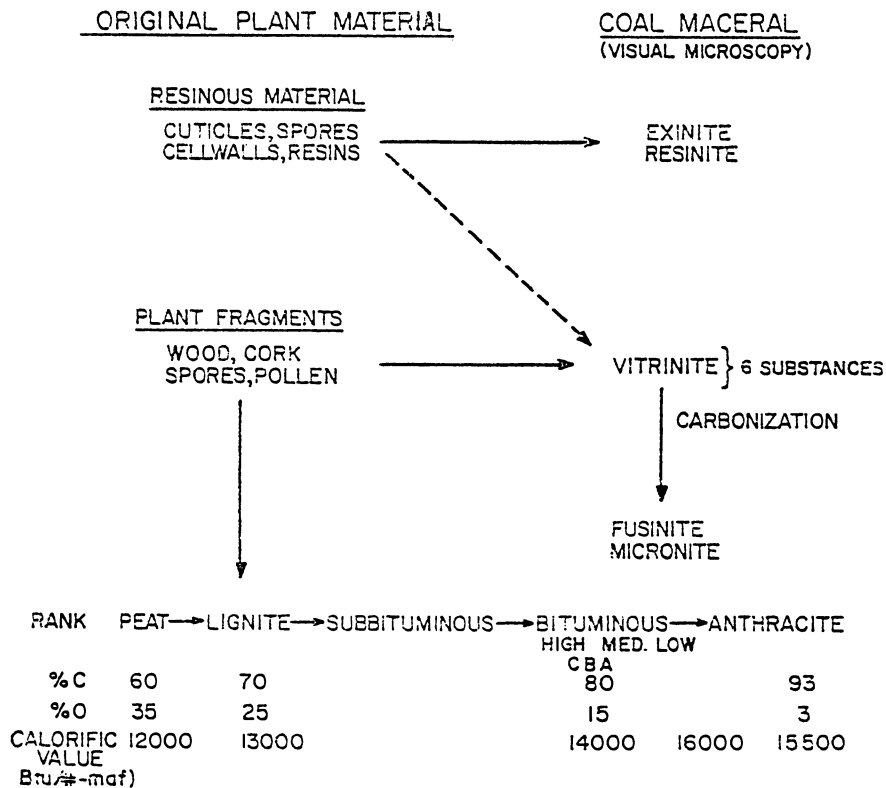 ORIGINAL PLANT MATERIAL
COAL MACERAL
(VISUAL MICROSCOPY)
RESINOUS MATERIAL
CUTICLES, SPORES
CELLWALLS, RESINS
EXINITE
RESINITE
PLANT FRAGMENTS
WOOD, CORK
SPORES, POLLEN
VITRINITE } 6 SUBSTANCES
CARBONIZATION
FUSINITE
MICRONITE
RANK PEAT → LIGNITE → SUBBITUMINOUS → BITUMINOUS → ANTHRACITE
HIGH MED. LOW
CBA
%C 60 70 80 93
%O 35 25 15 3
CALORIFIC 12000 13000 14000 16000 15500
VALUE
Btu/#-maf)